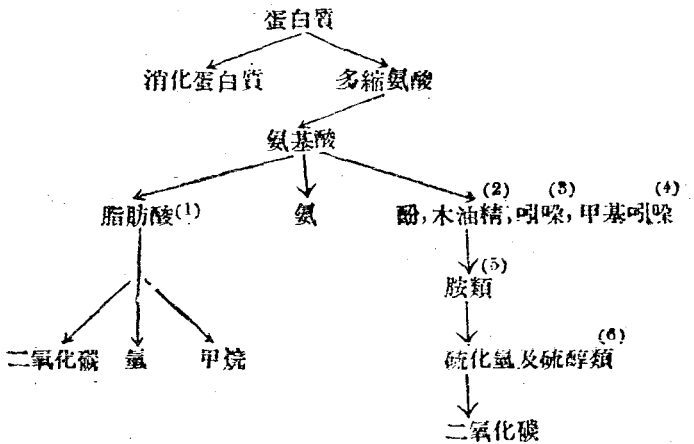 蛋白質
消化蛋白質 多縮氨酸
氨基酸
脂肪酸(1) 氨 酚,木油精(2),吲哚(3),甲基吲哚(4)
胺類(5)
二氧化碳 氫 甲烷 硫化氫及硫醇類(6)
二氧化碳